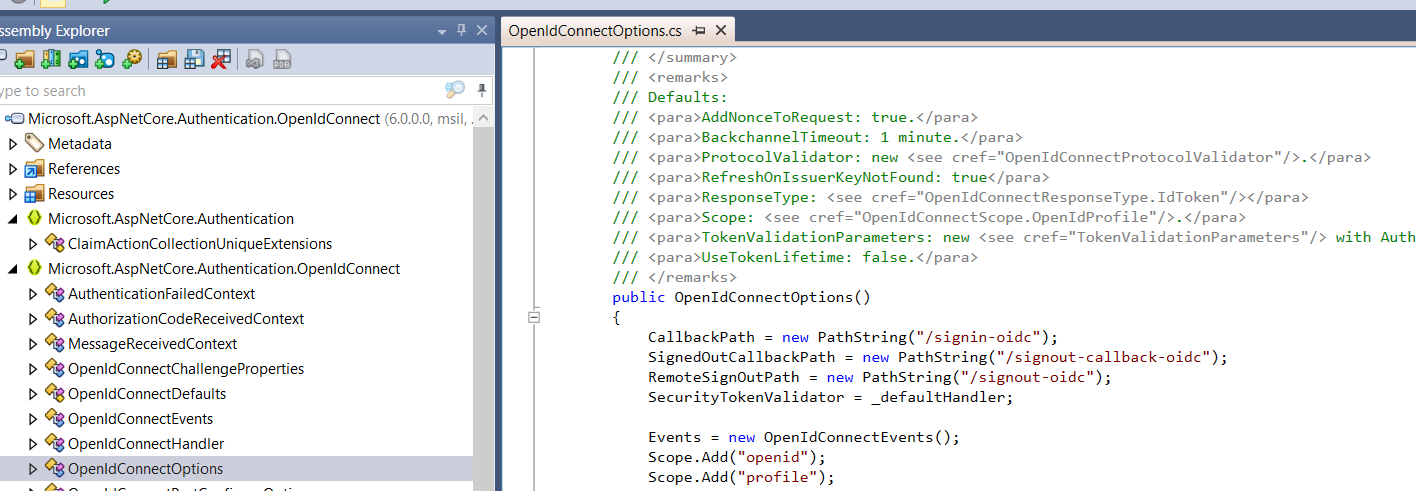 ssembly Explorer
ype to search
Microsoft.AspNetCore.Authentication.OpenIdConnect (6.0.0.0, msil, .
Metadata
References
Resources
Microsoft.AspNetCore.Authentication
ClaimActionCollectionUniqueExtensions
Microsoft.AspNetCore.Authentication.OpenIdConnect
AuthenticationFailedContext
AuthorizationCodeReceivedContext
MessageReceivedContext
OpenIdConnectChallengeProperties
OpenIdConnectDefaults
OpenIdConnectEvents
OpenIdConnectHandler
OpenIdConnectOptions
OpenIdConnectOptions.cs
/// </summary>
/// <remarks>
/// Defaults:
/// <para>AddNonceToRequest: true.</para>
/// <para>BackchannelTimeout: 1 minute.</para>
/// <para>ProtocolValidator: new <see cref="OpenIdConnectProtocolValidator"/>.</para>
/// <para>RefreshOnIssuerKeyNotFound: true</para>
/// <para>ResponseType: <see cref="OpenIdConnectResponseType.IdToken"/></para>
/// <para>Scope: <see cref="OpenIdConnectScope.OpenIdProfile"/>.</para>
/// <para>TokenValidationParameters: new <see cref="TokenValidationParameters"/> with Auth
/// <para>UseTokenLifetime: false.</para>
/// </remarks>
public OpenIdConnectOptions()
{
CallbackPath = new PathString("/signin-oidc");
SignedOutCallbackPath = new PathString("/signout-callback-oidc");
RemoteSignOutPath = new PathString("/signout-oidc");
SecurityTokenValidator = _defaultHandler;
Events = new OpenIdConnectEvents();
Scope.Add("openid");
Scope.Add("profile");